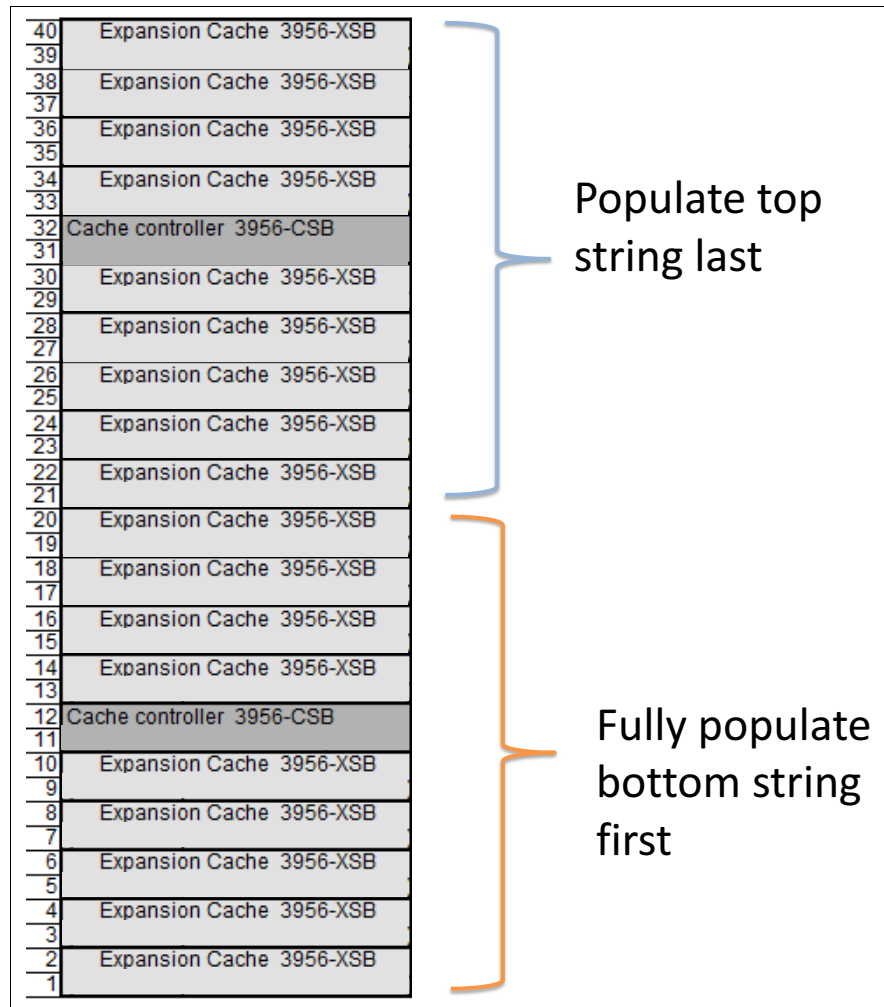 40 Expansion Cache 3956-XSB
39
38 Expansion Cache 3956-XSB
37
36 Expansion Cache 3956-XSB
35
34 Expansion Cache 3956-XSB
33
32 Cache controller 3956-CSB
31
30 Expansion Cache 3956-XSB
29
28 Expansion Cache 3956-XSB
27
26 Expansion Cache 3956-XSB
25
24 Expansion Cache 3956-XSB
23
22 Expansion Cache 3956-XSB
21
20 Expansion Cache 3956-XSB
19
18 Expansion Cache 3956-XSB
17
16 Expansion Cache 3956-XSB
15
14 Expansion Cache 3956-XSB
13
12 Cache controller 3956-CSB
11
10 Expansion Cache 3956-XSB
9
8 Expansion Cache 3956-XSB
7
6 Expansion Cache 3956-XSB
5
4 Expansion Cache 3956-XSB
3
2 Expansion Cache 3956-XSB
1
Populate top
string last
Fully populate
bottom string
first